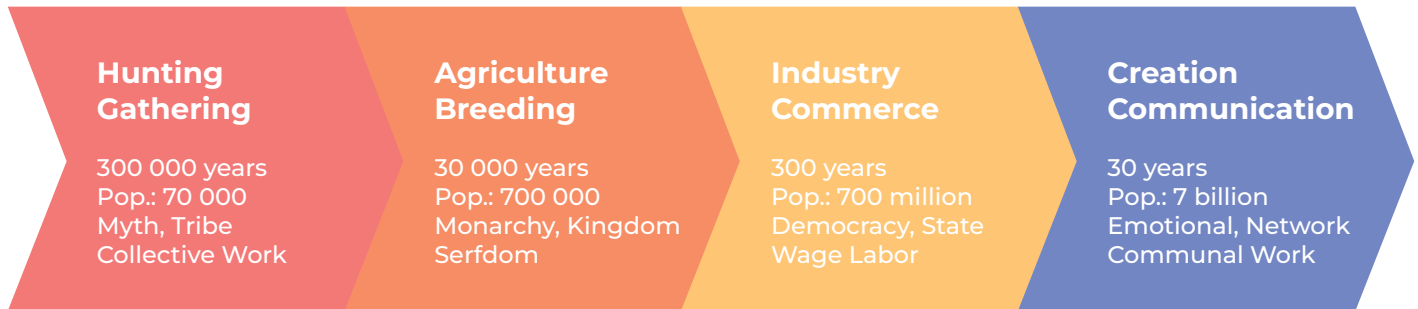 Hunting
Gathering
300 000 years
Pop.: 70 000
Myth, Tribe
Collective Work
Agriculture
Breeding
30 000 years
Pop.: 700 000
Monarchy, Kingdom
Serfdom
Industry
Commerce
300 years
Pop.: 700 million
Democracy, State
Wage Labor
Creation
Communication
30 years
Pop.: 7 billion
Emotional, Network
Communal Work